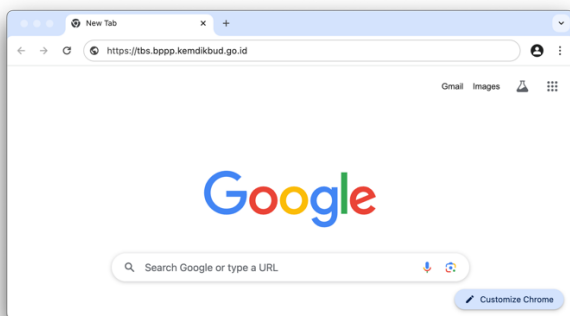 New Tab
https://tbs.bppp.kemdikbud.go.id
Gmail Images
Google
Search Google or type a URL
Customize Chrome